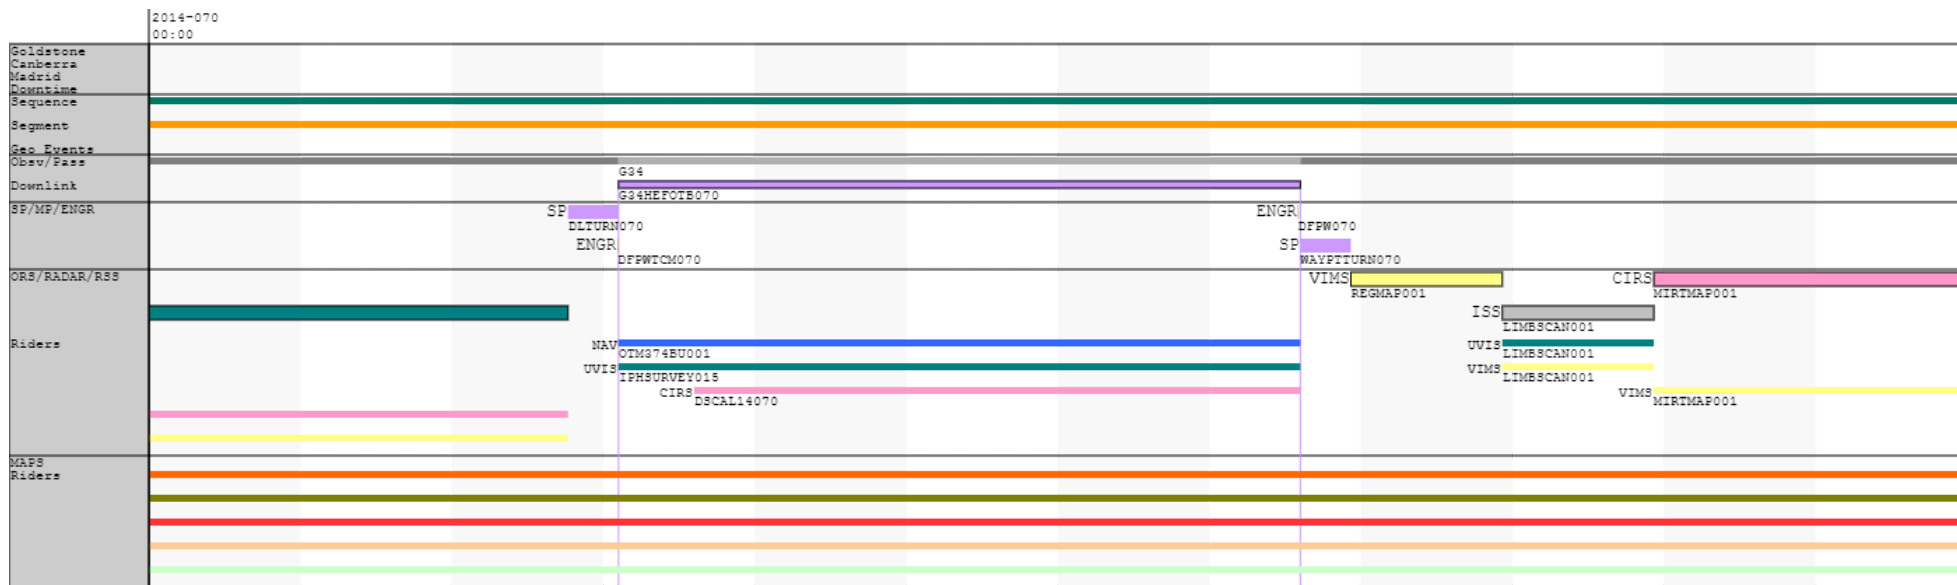 2014-070
00:00
Goldstone
Canberra
Madrid
Downtime
Sequence
Segment
Geo Events
Obsv/Pass
G34
Downlink
G34HEFOTB070
SP/MP/ENGR SP ENGR
DLTURN070 DFPW070
ENGR SP
DFPWTCM070 WAYPTTURN070
ORS/RADAR/RSS VIMS CIRS
REGMAP001 MIRTMAP001
ISS
LIMBSCAN001
Riders NAV UVIS
OTM374BU001 LIMBSCAN001
UVIS VIMS
IPHSURVEY015 LIMBSCAN001
CIRS VIMS
DSCAL14070 MIRTMAP001
MAPS
Riders